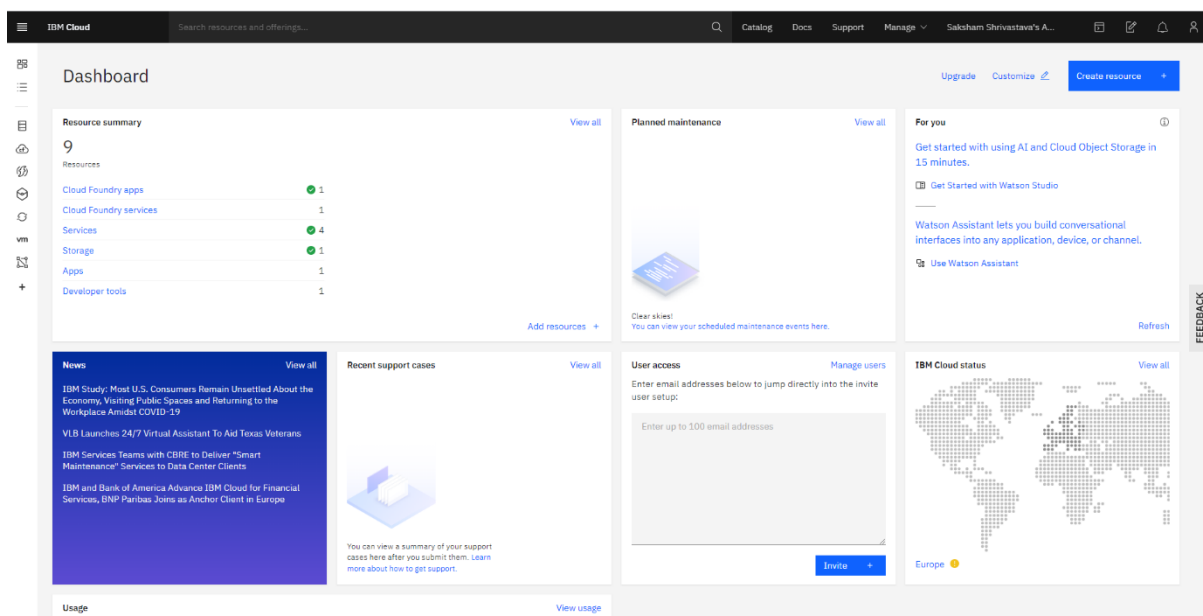 IBM Cloud
Search resources and offerings...
Catalog
Docs
Support
Manage
Saksham Shrivastava's A...
vm
Dashboard
Upgrade
Customize
Create resource +
Resource summary
View all
9
Resources
Cloud Foundry apps 1
Cloud Foundry services 1
Services 4
Storage 1
Apps 1
Developer tools 1
Add resources +
Planned maintenance
View all
Clear skies!
You can view your scheduled maintenance events here.
For you
Get started with using AI and Cloud Object Storage in
15 minutes.
Get Started with Watson Studio
Watson Assistant lets you build conversational
interfaces into any application, device, or channel.
Use Watson Assistant
Refresh
FEEDBACK
News
View all
IBM Study: Most U.S. Consumers Remain Unsettled About the
Economy, Visiting Public Spaces and Returning to the
Workplace Amidst COVID-19
VLB Launches 24/7 Virtual Assistant To Aid Texas Veterans
IBM Services Teams with CBRE to Deliver "Smart
Maintenance" Services to Data Center Clients
IBM and Bank of America Advance IBM Cloud for Financial
Services, BNP Paribas Joins as Anchor Client in Europe
Recent support cases
View all
You can view a summary of your support
cases here after you submit them. Learn
more about how to get support.
User access
Manage users
Enter email addresses below to jump directly into the invite
user setup:
Enter up to 100 email addresses
Invite +
IBM Cloud status
View all
Europe
Usage
View usage